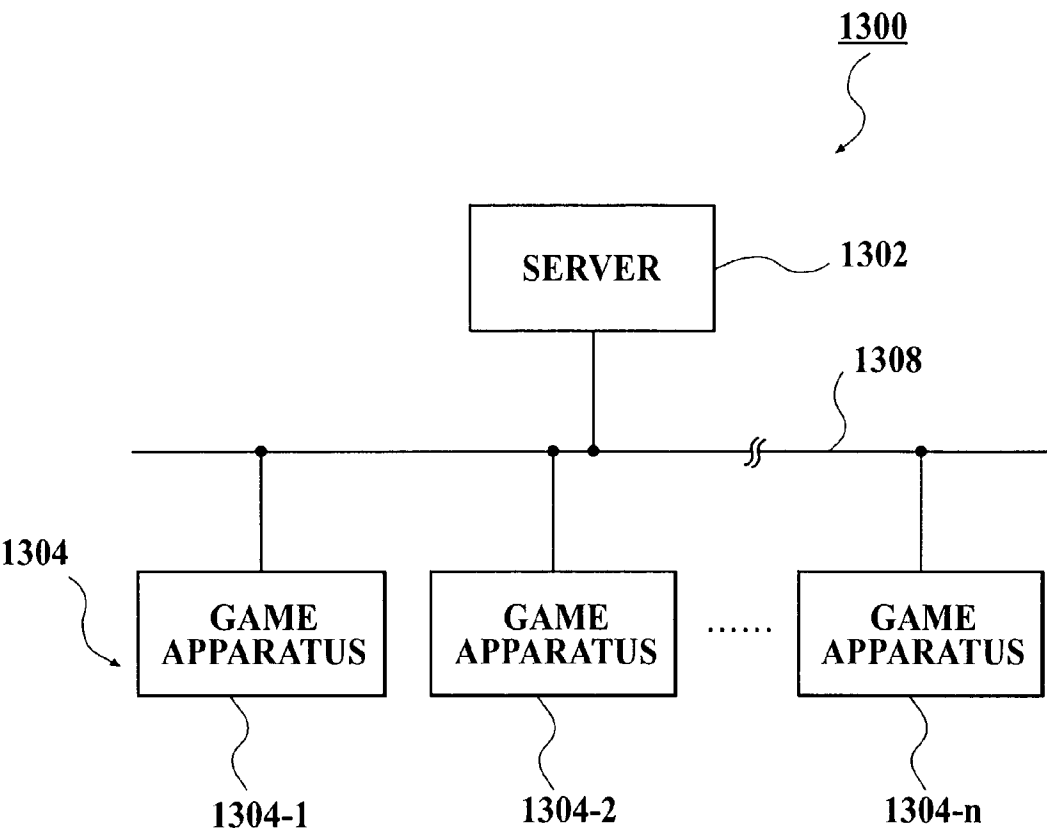 1300
SERVER
1302
1308
1304
GAME
APPARATUS
GAME
APPARATUS
......
GAME
APPARATUS
1304-1
1304-2
1304-n